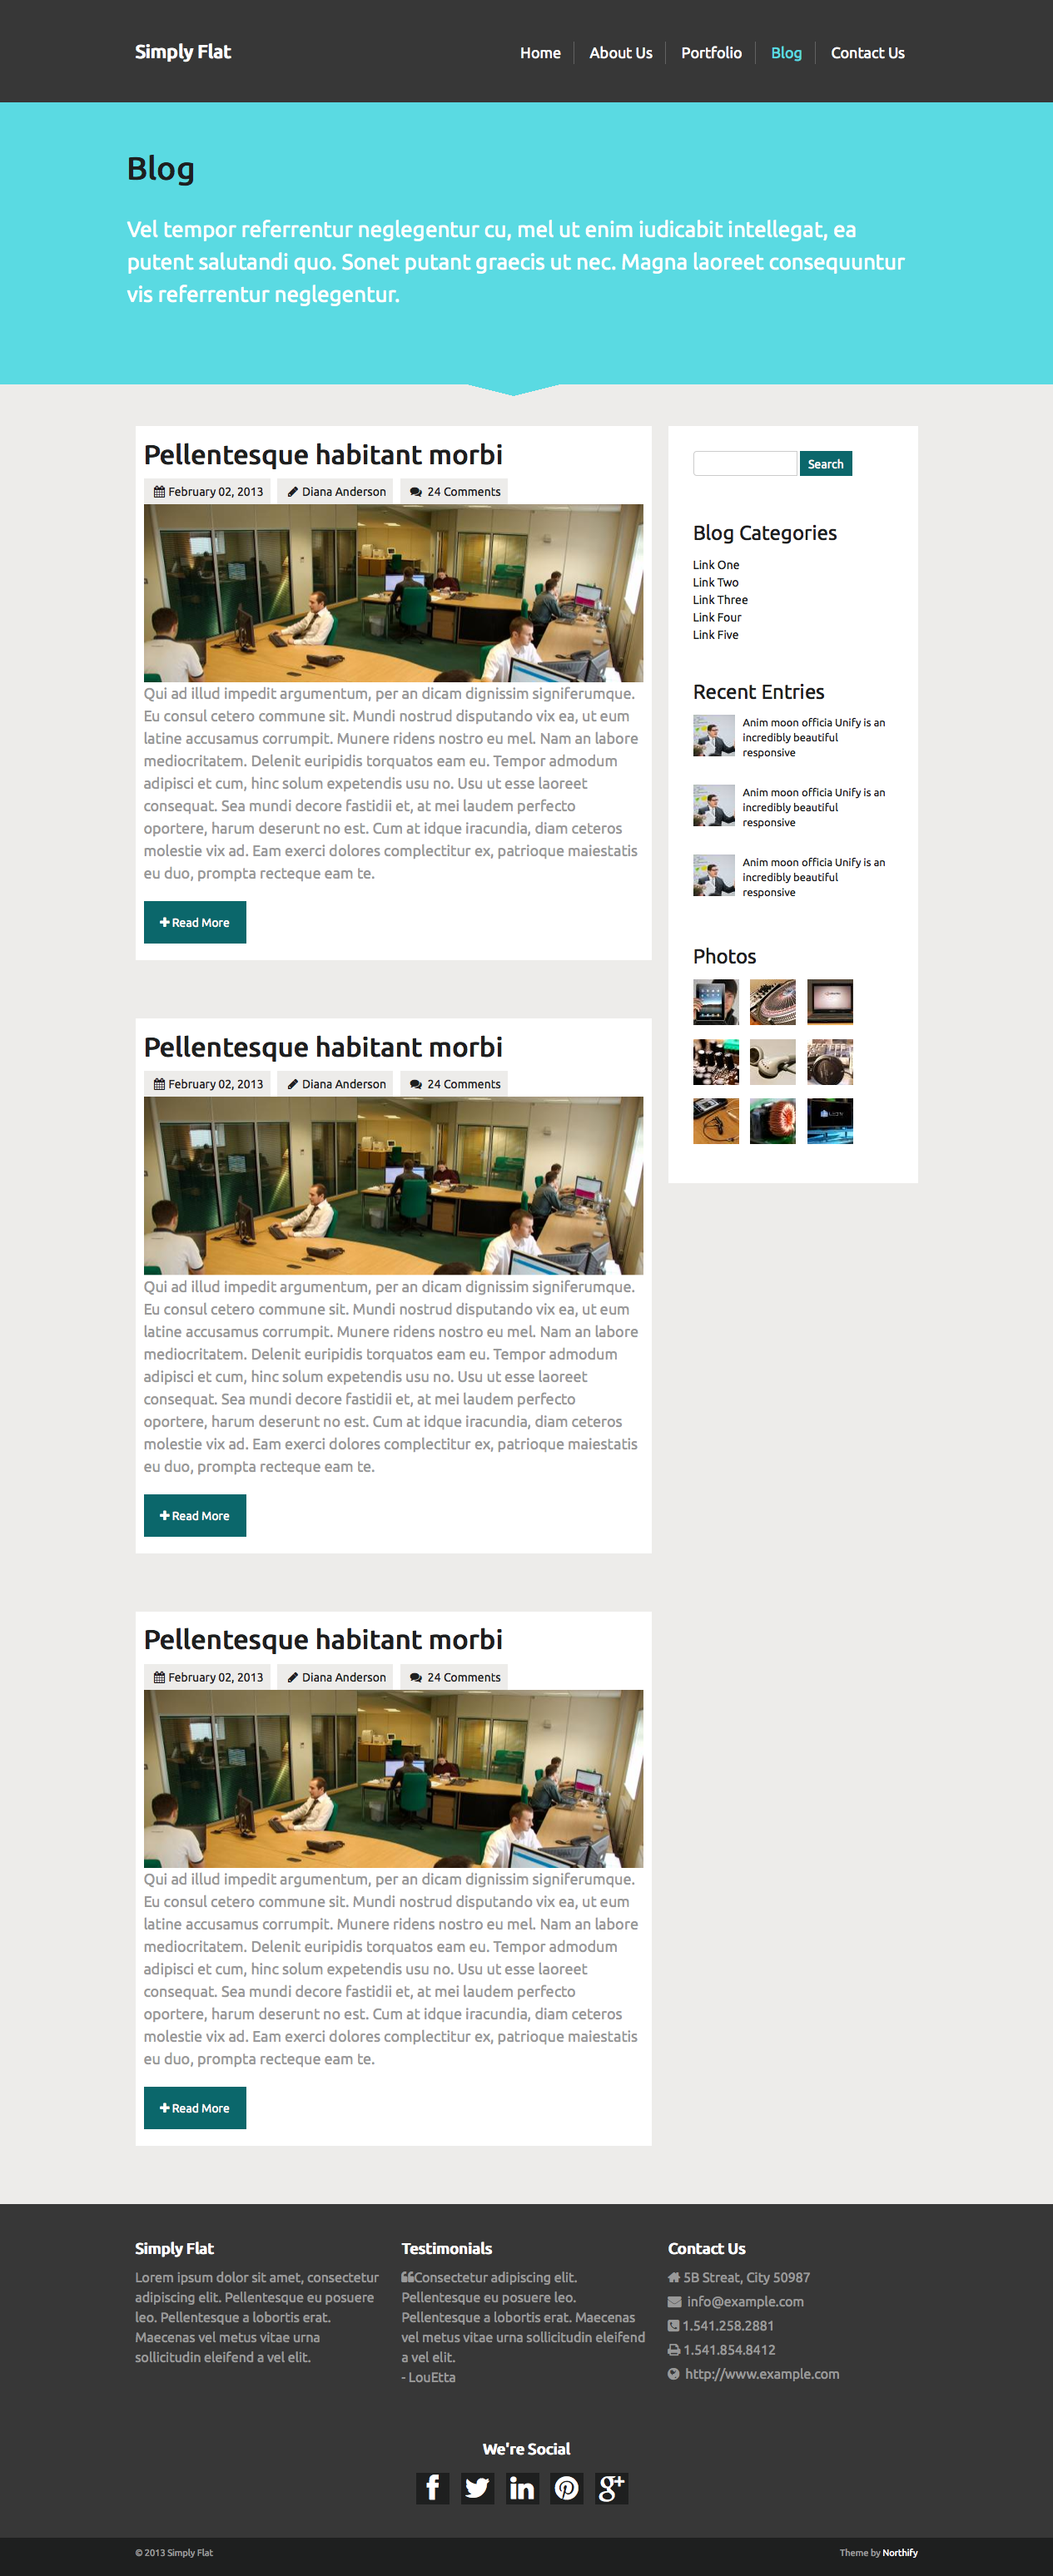 Simply Flat
Home
About Us
Portfolio
Blog
Contact Us
Blog
Vel tempor referrentur neglegentur cu, mel ut enim iudicabit intellegat, ea
putent salutandi quo. Sonet putant graecis ut nec. Magna laoreet consequuntur
vis referrentur neglegentur.
Pellentesque habitant morbi
February 02, 2013
Diana Anderson
24 Comments
Qui ad illud impedit argumentum, per an dicam dignissim signiferumque.
Eu consul cetero commune sit. Mundi nostrud disputando vix ea, ut eum
latine accusamus corrumpit. Munere ridens nostro eu mel. Nam an labore
mediocritatem. Delenit euripidis torquatos eam eu. Tempor admodum
adipisci et cum, hinc solum expetendis usu no. Usu ut esse laoreet
consequat. Sea mundi decore fastidii et, at mei laudem perfecto
oportere, harum deserunt no est. Cum at idque iracundia, diam ceteros
molestie vix ad. Eam exerci dolores complectitur ex, patrioque maiestatis
eu duo, prompta recteque eam te.
Read More
Pellentesque habitant morbi
February 02, 2013
Diana Anderson
24 Comments
Qui ad illud impedit argumentum, per an dicam dignissim signiferumque.
Eu consul cetero commune sit. Mundi nostrud disputando vix ea, ut eum
latine accusamus corrumpit. Munere ridens nostro eu mel. Nam an labore
mediocritatem. Delenit euripidis torquatos eam eu. Tempor admodum
adipisci et cum, hinc solum expetendis usu no. Usu ut esse laoreet
consequat. Sea mundi decore fastidii et, at mei laudem perfecto
oportere, harum deserunt no est. Cum at idque iracundia, diam ceteros
molestie vix ad. Eam exerci dolores complectitur ex, patrioque maiestatis
eu duo, prompta recteque eam te.
Read More
Pellentesque habitant morbi
February 02, 2013
Diana Anderson
24 Comments
Qui ad illud impedit argumentum, per an dicam dignissim signiferumque.
Eu consul cetero commune sit. Mundi nostrud disputando vix ea, ut eum
latine accusamus corrumpit. Munere ridens nostro eu mel. Nam an labore
mediocritatem. Delenit euripidis torquatos eam eu. Tempor admodum
adipisci et cum, hinc solum expetendis usu no. Usu ut esse laoreet
consequat. Sea mundi decore fastidii et, at mei laudem perfecto
oportere, harum deserunt no est. Cum at idque iracundia, diam ceteros
molestie vix ad. Eam exerci dolores complectitur ex, patrioque maiestatis
eu duo, prompta recteque eam te.
Read More
Search
Blog Categories
Link One
Link Two
Link Three
Link Four
Link Five
Recent Entries
Anim moon officia Unify is an
incredibly beautiful
responsive
Anim moon officia Unify is an
incredibly beautiful
responsive
Anim moon officia Unify is an
incredibly beautiful
responsive
Photos
Simply Flat
Lorem ipsum dolor sit amet, consectetur
adipiscing elit. Pellentesque eu posuere
leo. Pellentesque a lobortis erat.
Maecenas vel metus vitae urna
sollicitudin eleifend a vel elit.
Testimonials
“Consectetur adipiscing elit.
Pellentesque eu posuere leo.
Pellentesque a lobortis erat. Maecenas
vel metus vitae urna sollicitudin eleifend
a vel elit.
- LouEtta
Contact Us
5B Streat, City 50987
info@example.com
1.541.258.2881
1.541.854.8412
http://www.example.com
We're Social
© 2013 Simply Flat
Theme by Northify